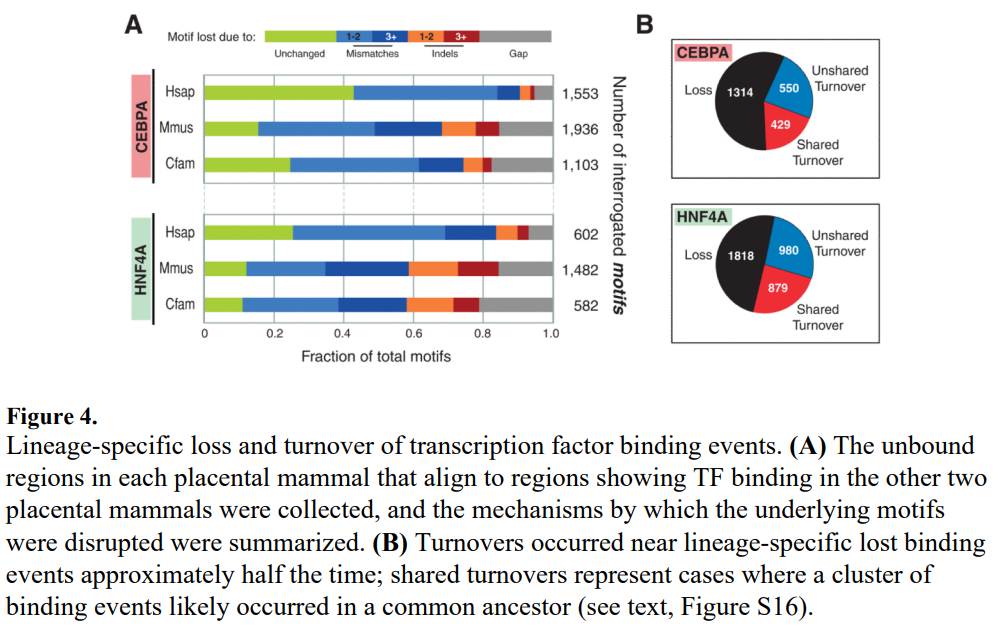 A
Motif lost due to:
1-2 3+ 1-2 3+
Unchanged Mismatches Indels Gap
CEBPA
Hsap 1,553
Mmus 1,936
Cfam 1,103
HNF4A
Hsap 602
Mmus 1,482
Cfam 582
0 0.2 0.4 0.6 0.8 1.0
Fraction of total motifs
Number of interrogated motifs
B
CEBPA
Loss 1314
550 Unshared
Turnover
429
Shared
Turnover
HNF4A
Loss 1818
980 Unshared
Turnover
879
Shared
Turnover
Figure 4.
Lineage-specific loss and turnover of transcription factor binding events. (A) The unbound
regions in each placental mammal that align to regions showing TF binding in the other two
placental mammals were collected, and the mechanisms by which the underlying motifs
were disrupted were summarized. (B) Turnovers occurred near lineage-specific lost binding
events approximately half the time; shared turnovers represent cases where a cluster of
binding events likely occurred in a common ancestor (see text, Figure S16).